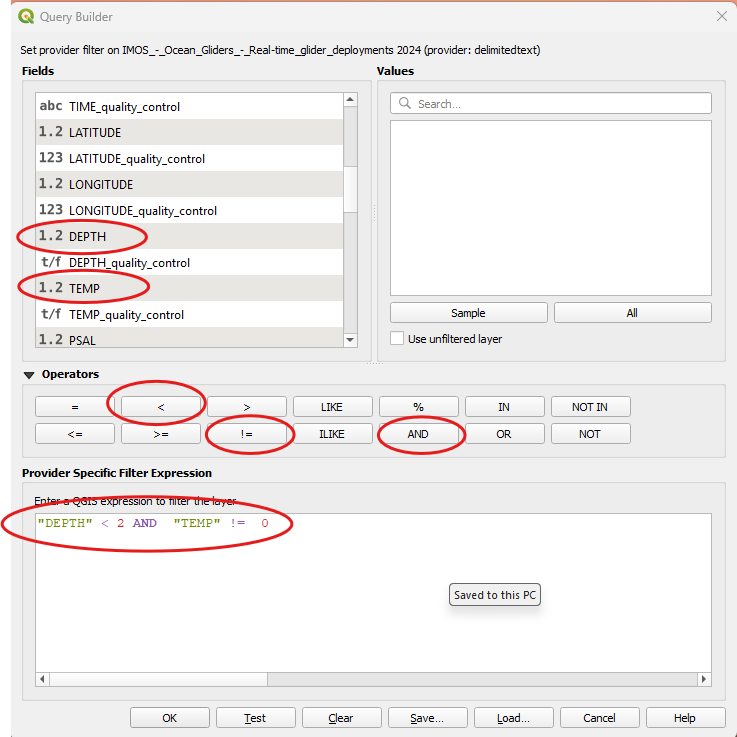 Query Builder
Set provider filter on IMOS_-_Ocean_Gliders_-_Real-time_glider_deployments 2024 (provider: delimitedtext)
Fields
Values
abc TIME_quality_control
1.2 LATITUDE
123 LATITUDE_quality_control
1.2 LONGITUDE
123 LONGITUDE_quality_control
1.2 DEPTH
t/f DEPTH_quality_control
1.2 TEMP
t/f TEMP_quality_control
1.2 PSAL
Search...
Sample All
Use unfiltered layer
Operators
= < > LIKE % IN NOT IN
<= >= != ILIKE AND OR NOT
Provider Specific Filter Expression
Enter a QGIS expression to filter the layer
"DEPTH" < 2 AND "TEMP" != 0
Saved to this PC
OK Test Clear Save... Load... Cancel Help